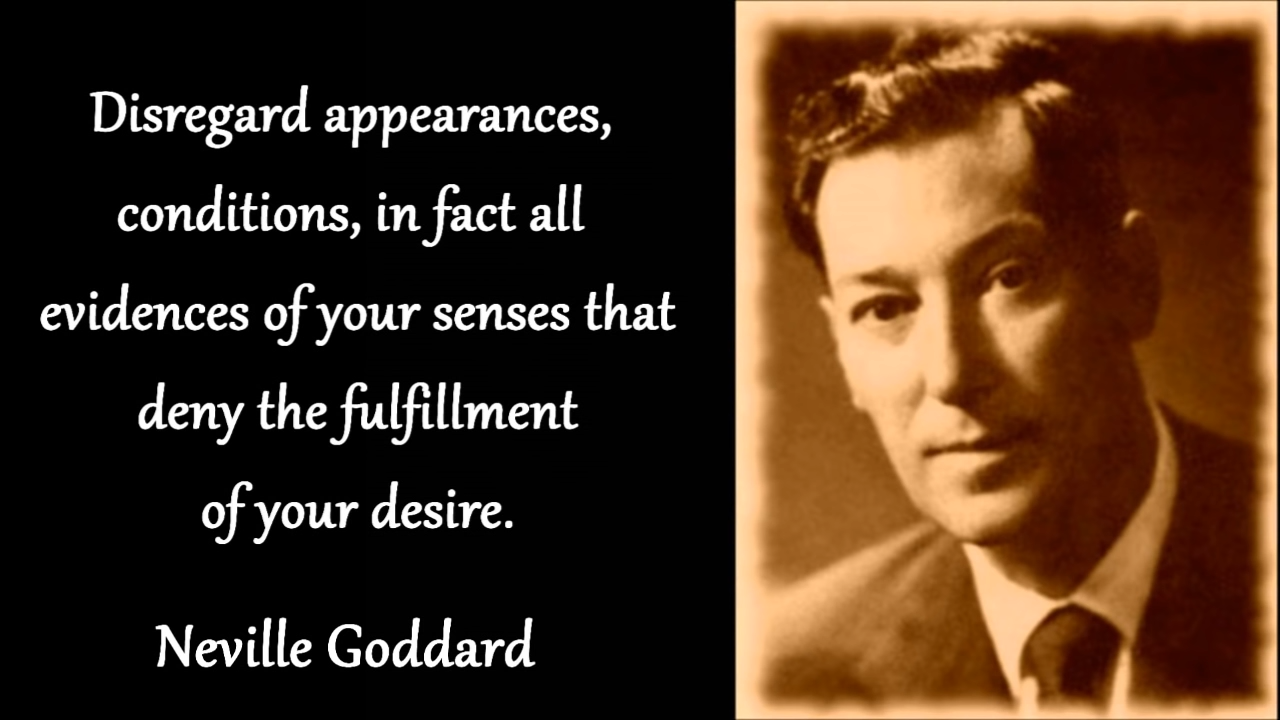 Disregard appearances,
conditions, in fact all
evidences of your senses that
deny the fulfillment
of your desire.
Neville Goddard